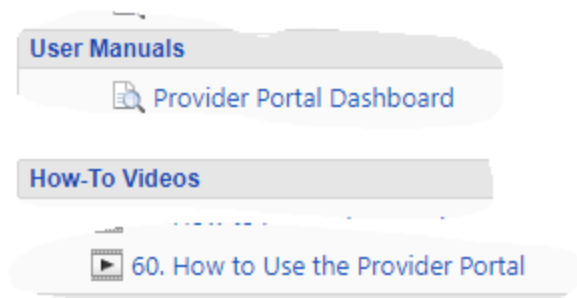 User Manuals
Provider Portal Dashboard
How-To Videos
60. How to Use the Provider Portal